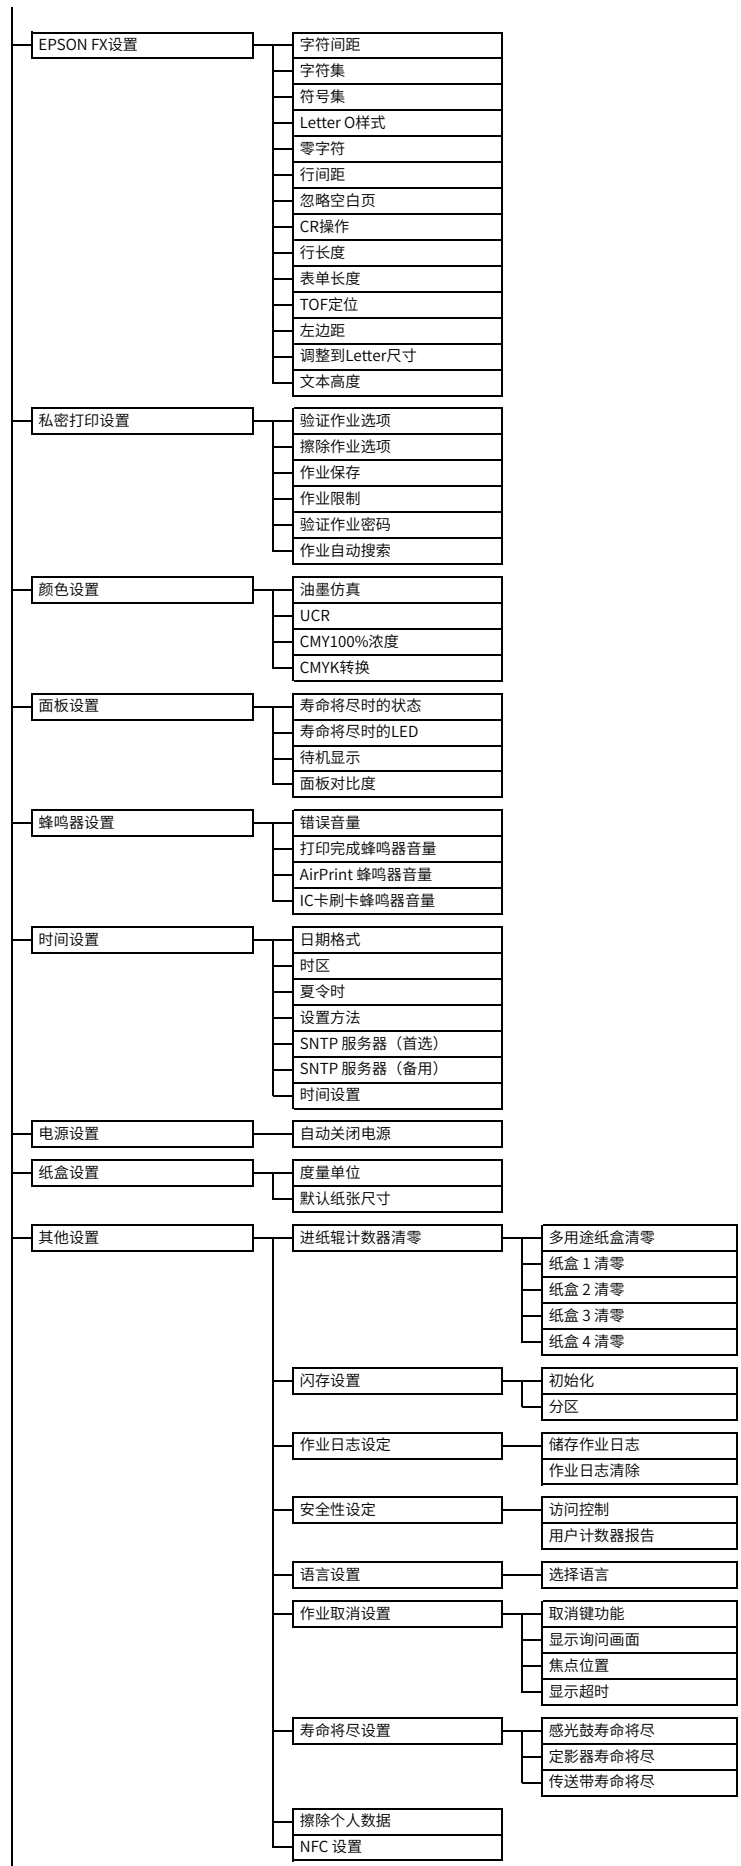 EPSON FX设置
字符间距
字符集
符号集
Letter O样式
零字符
行间距
忽略空白页
CR操作
行长度
表单长度
TOF定位
左边距
调整到Letter尺寸
文本高度
私密打印设置
验证作业选项
擦除作业选项
作业保存
作业限制
验证作业密码
作业自动搜索
颜色设置
油墨仿真
UCR
CMY100%浓度
CMYK转换
面板设置
寿命将尽时的状态
寿命将尽时的LED
待机显示
面板对比度
蜂鸣器设置
错误音量
打印完成蜂鸣器音量
AirPrint 蜂鸣器音量
IC卡刷卡蜂鸣器音量
时间设置
日期格式
时区
夏令时
设置方法
SNTP 服务器（首选）
SNTP 服务器（备用）
时间设置
电源设置
自动关闭电源
纸盒设置
度量单位
默认纸张尺寸
其他设置
进纸辊计数器清零
多用途纸盒清零
纸盒 1 清零
纸盒 2 清零
纸盒 3 清零
纸盒 4 清零
闪存设置
初始化
分区
作业日志设定
储存作业日志
作业日志清除
安全性设定
访问控制
用户计数器报告
语言设置
选择语言
作业取消设置
取消键功能
显示询问画面
焦点位置
显示超时
寿命将尽设置
感光鼓寿命将尽
定影器寿命将尽
传送带寿命将尽
擦除个人数据
NFC 设置